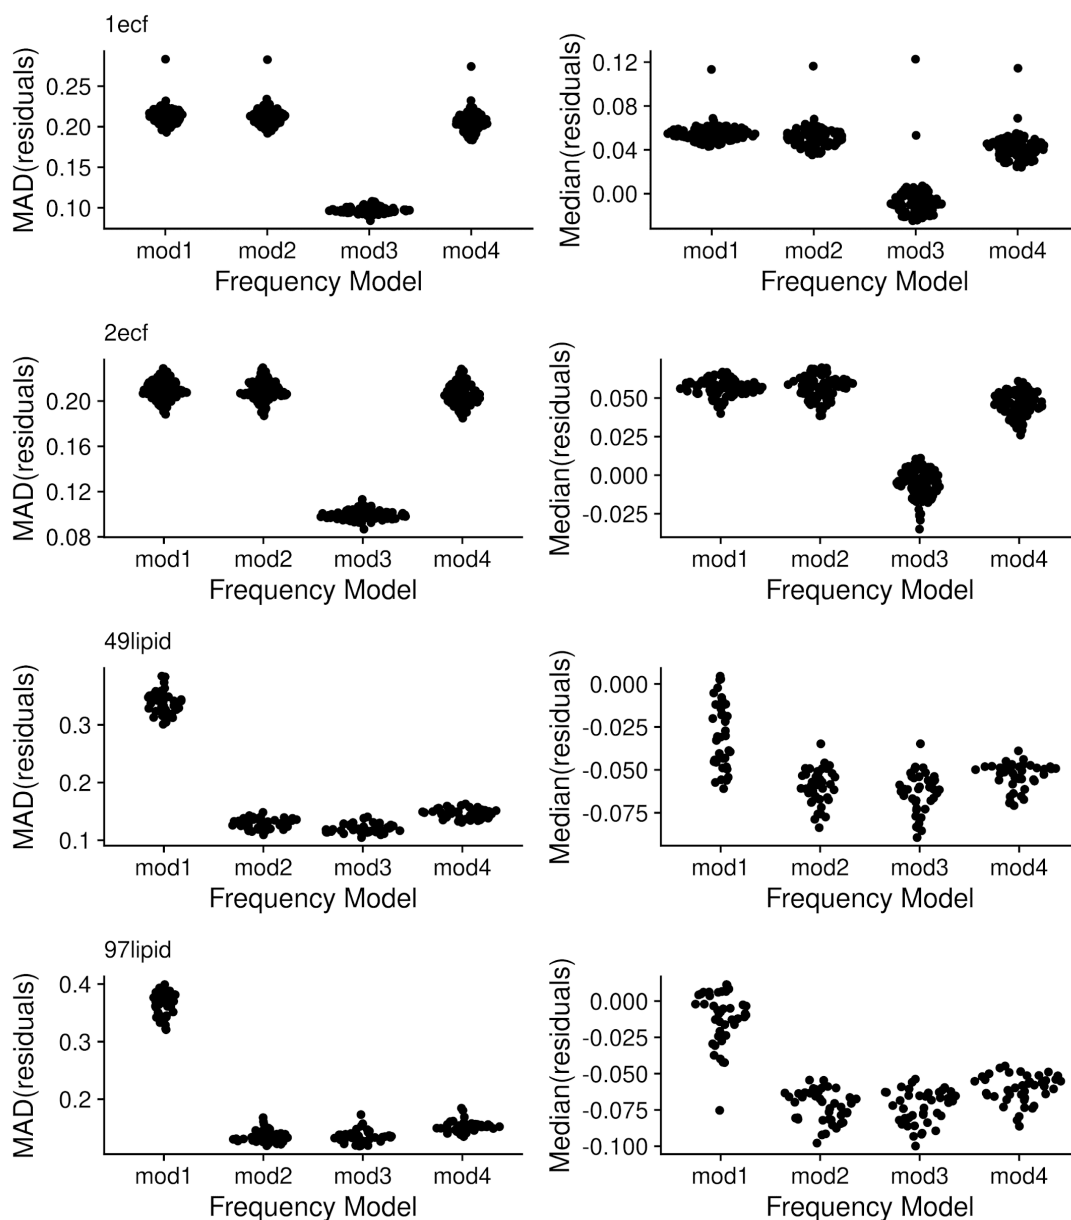 1ecf
MAD(residuals)
0.25
0.20
0.15
0.10
mod1 mod2 mod3 mod4
Frequency Model
Median(residuals)
0.12
0.08
0.04
0.00
mod1 mod2 mod3 mod4
Frequency Model
2ecf
MAD(residuals)
0.20
0.16
0.12
0.08
mod1 mod2 mod3 mod4
Frequency Model
Median(residuals)
0.050
0.025
0.000
-0.025
mod1 mod2 mod3 mod4
Frequency Model
49lipid
MAD(residuals)
0.3
0.2
0.1
mod1 mod2 mod3 mod4
Frequency Model
Median(residuals)
0.000
-0.025
-0.050
-0.075
mod1 mod2 mod3 mod4
Frequency Model
97lipid
MAD(residuals)
0.4
0.3
0.2
mod1 mod2 mod3 mod4
Frequency Model
Median(residuals)
0.000
-0.025
-0.050
-0.075
-0.100
mod1 mod2 mod3 mod4
Frequency Model